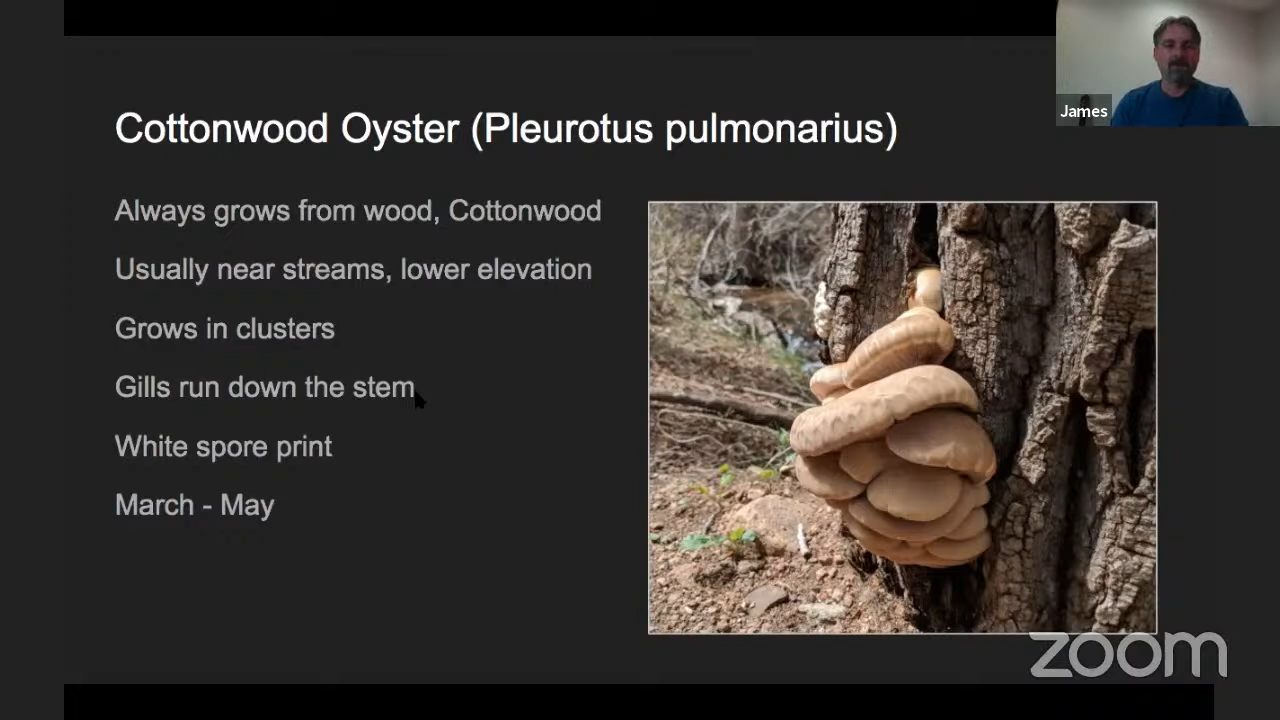 Cottonwood Oyster (Pleurotus pulmonarius)
James
Always grows from wood, Cottonwood
Usually near streams, lower elevation
Grows in clusters
Gills run down the stem
White spore print
March - May
zoom